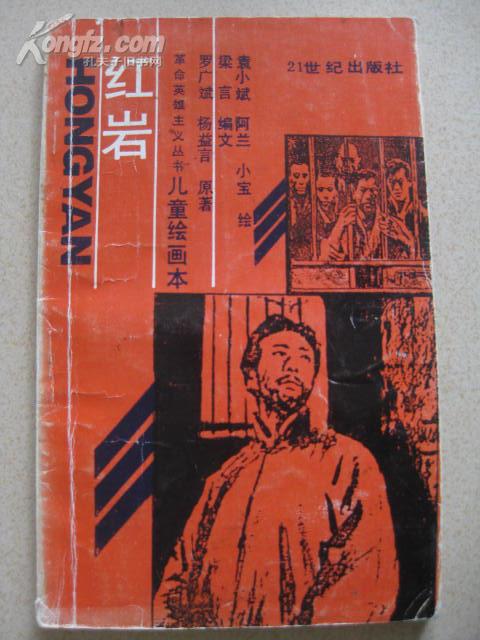 Kongfz.com
孔夫子旧书网
HONGYAN
红岩
革命英雄主义丛书
儿童绘画本
罗广斌 杨益言 原著
梁言 编文
袁小斌 阿兰 小宝 绘
21世纪出版社